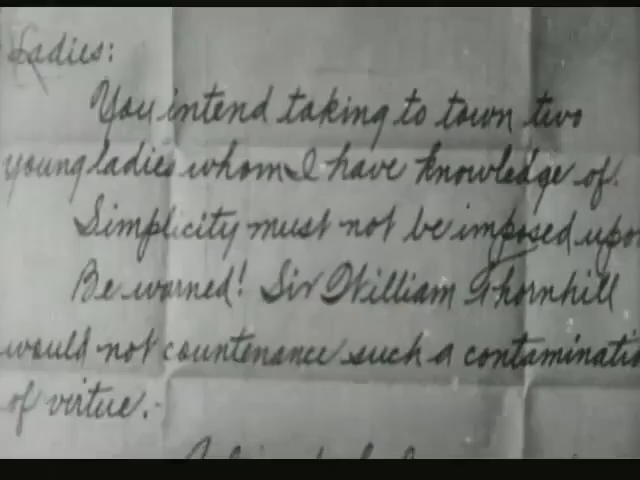 Ladies:
You intend taking to town two
young ladies whom I have knowledge of.
Simplicity must not be imposed upon
Be warned! Sir William Thornhill
would not countenance such a contaminatio
of virtue.-